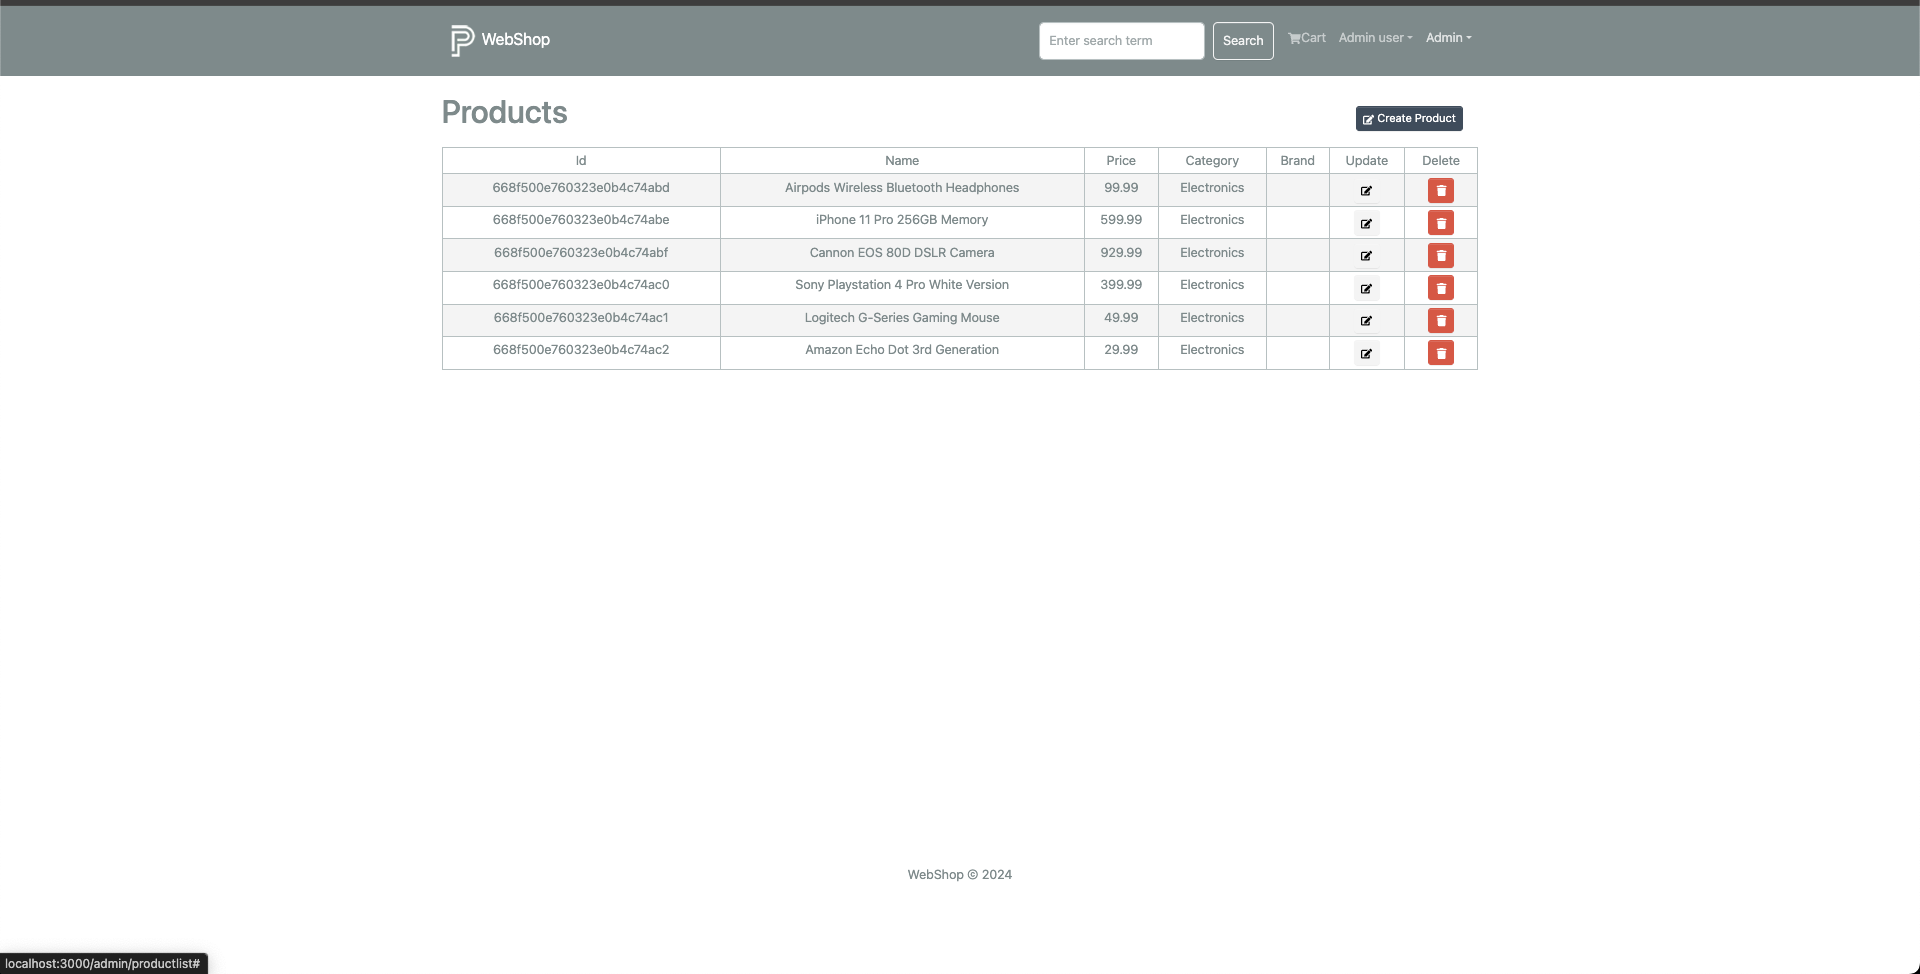 WebShop
Enter search term Search Cart Admin user Admin
Products
Create Product
Id Name Price Category Brand Update Delete
668f500e760323e0b4c74abd Airpods Wireless Bluetooth Headphones 99.99 Electronics
668f500e760323e0b4c74abe iPhone 11 Pro 256GB Memory 599.99 Electronics
668f500e760323e0b4c74abf Cannon EOS 80D DSLR Camera 929.99 Electronics
668f500e760323e0b4c74ac0 Sony Playstation 4 Pro White Version 399.99 Electronics
668f500e760323e0b4c74ac1 Logitech G-Series Gaming Mouse 49.99 Electronics
668f500e760323e0b4c74ac2 Amazon Echo Dot 3rd Generation 29.99 Electronics
WebShop © 2024
localhost:3000/admin/productlist#